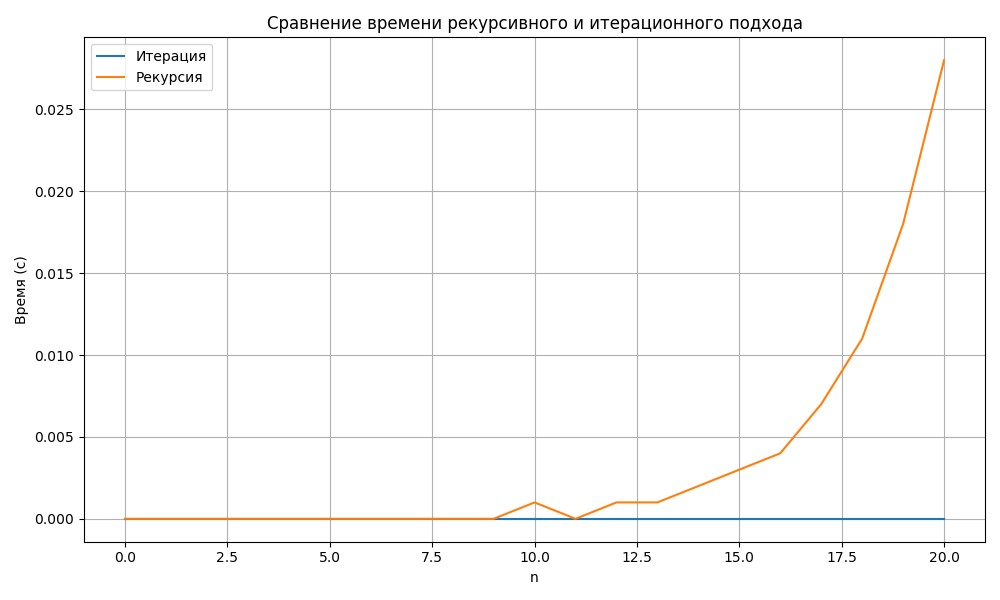 Сравнение времени рекурсивного и итерационного подхода
Итерация
Рекурсия
Время (с)
0.025
0.020
0.015
0.010
0.005
0.000
0.0 2.5 5.0 7.5 10.0 12.5 15.0 17.5 20.0
n